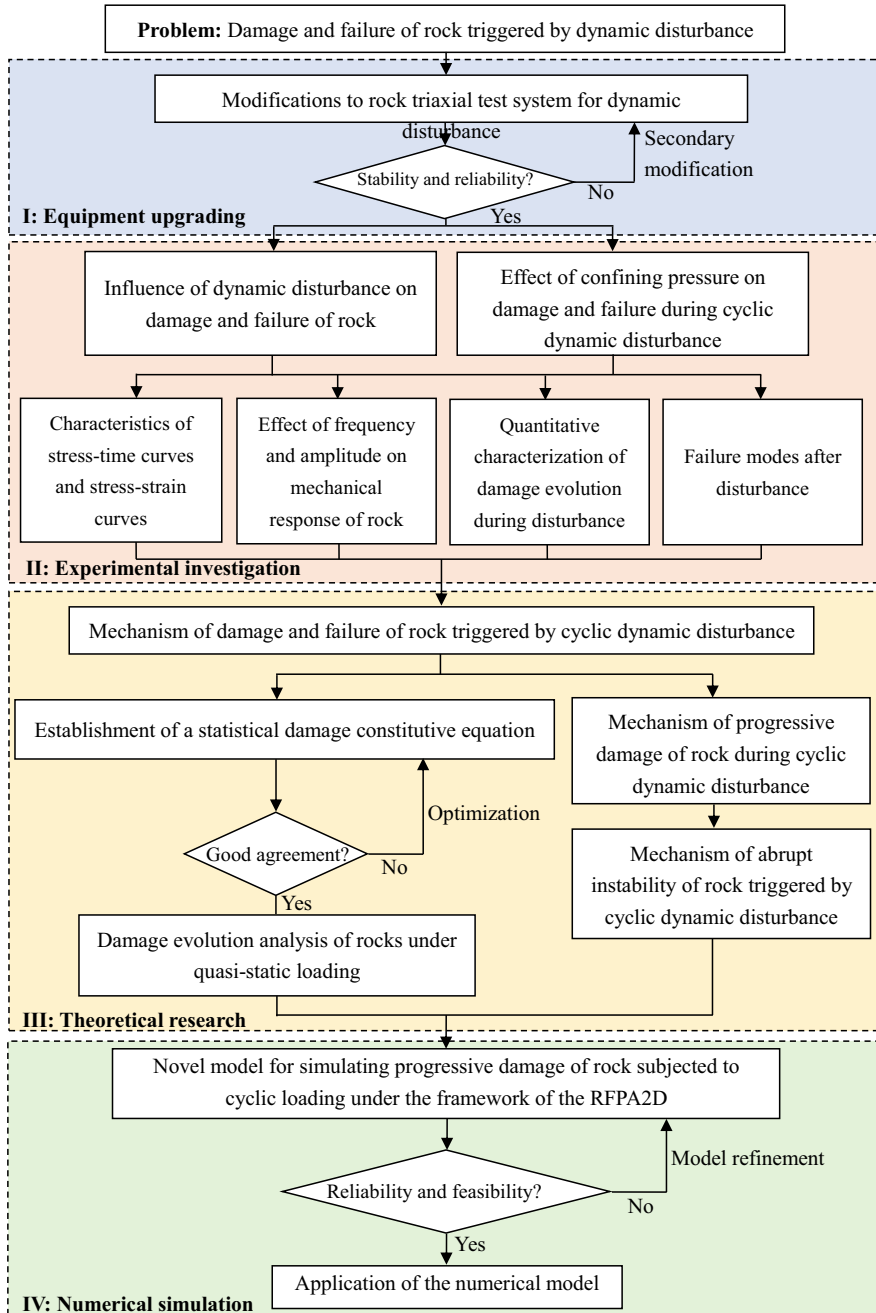 Problem: Damage and failure of rock triggered by dynamic disturbance
Modifications to rock triaxial test system for dynamic
disturbance
Secondary
modification
Stability and reliability?
No
Yes
I: Equipment upgrading
Influence of dynamic disturbance on
damage and failure of rock
Effect of confining pressure on
damage and failure during cyclic
dynamic disturbance
Characteristics of
stress-time curves
and stress-strain
curves
Effect of frequency
and amplitude on
mechanical
response of rock
Quantitative
characterization of
damage evolution
during disturbance
Failure modes after
disturbance
II: Experimental investigation
Mechanism of damage and failure of rock triggered by cyclic dynamic disturbance
Establishment of a statistical damage constitutive equation
Mechanism of progressive
damage of rock during cyclic
dynamic disturbance
Optimization
Good agreement?
No
Yes
Mechanism of abrupt
instability of rock triggered by
cyclic dynamic disturbance
Damage evolution analysis of rocks under
quasi-static loading
III: Theoretical research
Novel model for simulating progressive damage of rock subjected to
cyclic loading under the framework of the RFPA2D
Model refinement
Reliability and feasibility?
No
Yes
Application of the numerical model
IV: Numerical simulation